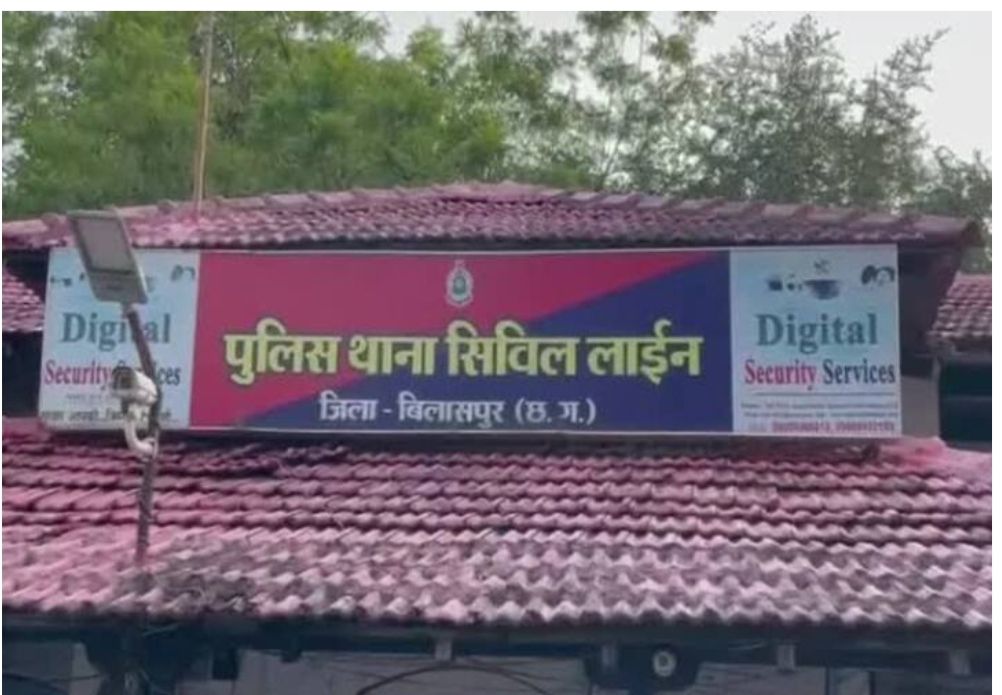 पुलिस थाना सिविल लाईन
जिला - बिलासपुर (छ. ग.)
Digital
Security Services
Digital
Security Services